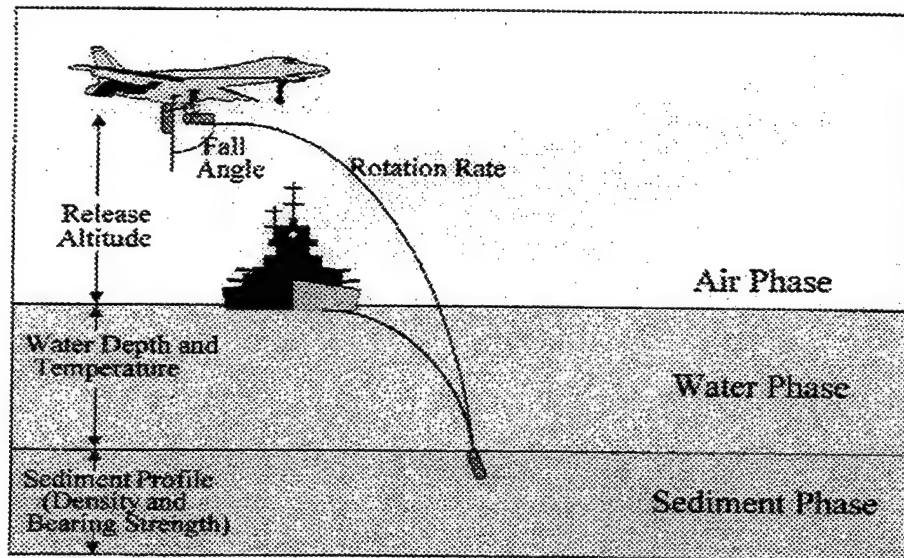 Fall
Angle
Rotation Rate
Release
Altitude
Air Phase
Water Depth and
Temperature
Water Phase
Sediment Profile
(Density and
Bearing Strength)
Sediment Phase